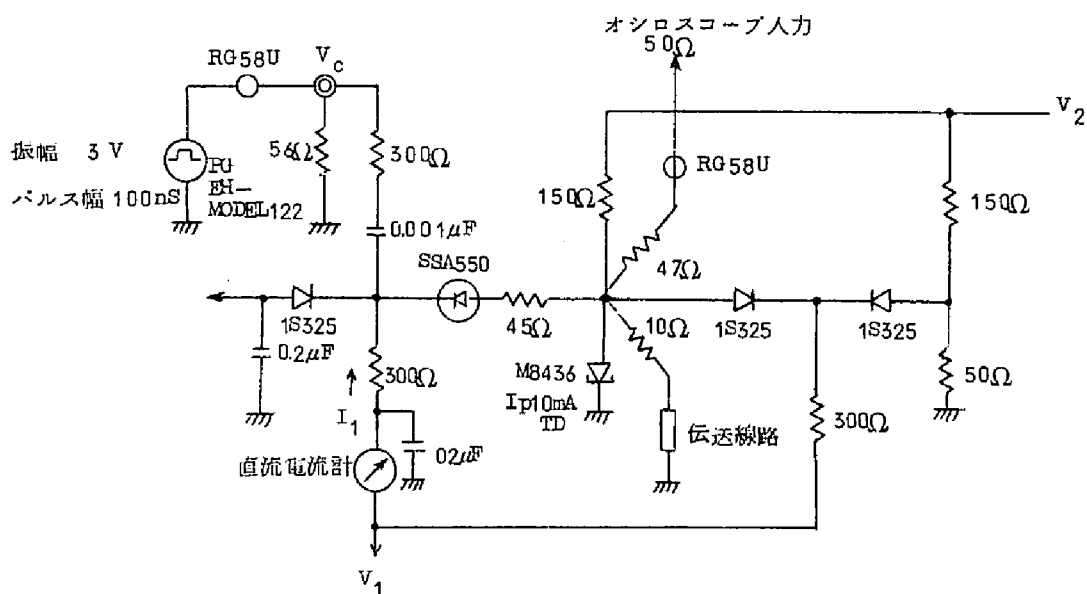 オシロスコープ入力
50Ω
RG58U
Vc
V2
振幅 3V
パルス幅 100nS
PG
EH-
MODEL122
56Ω
300Ω
0.001μF
150Ω
RG58U
47Ω
150Ω
SSA550
1S325
45Ω
10Ω
1S325
1S325
0.2μF
300Ω
M8436
Ip10mA
TD
50Ω
I1
伝送線路
300Ω
直流電流計
02μF
V1